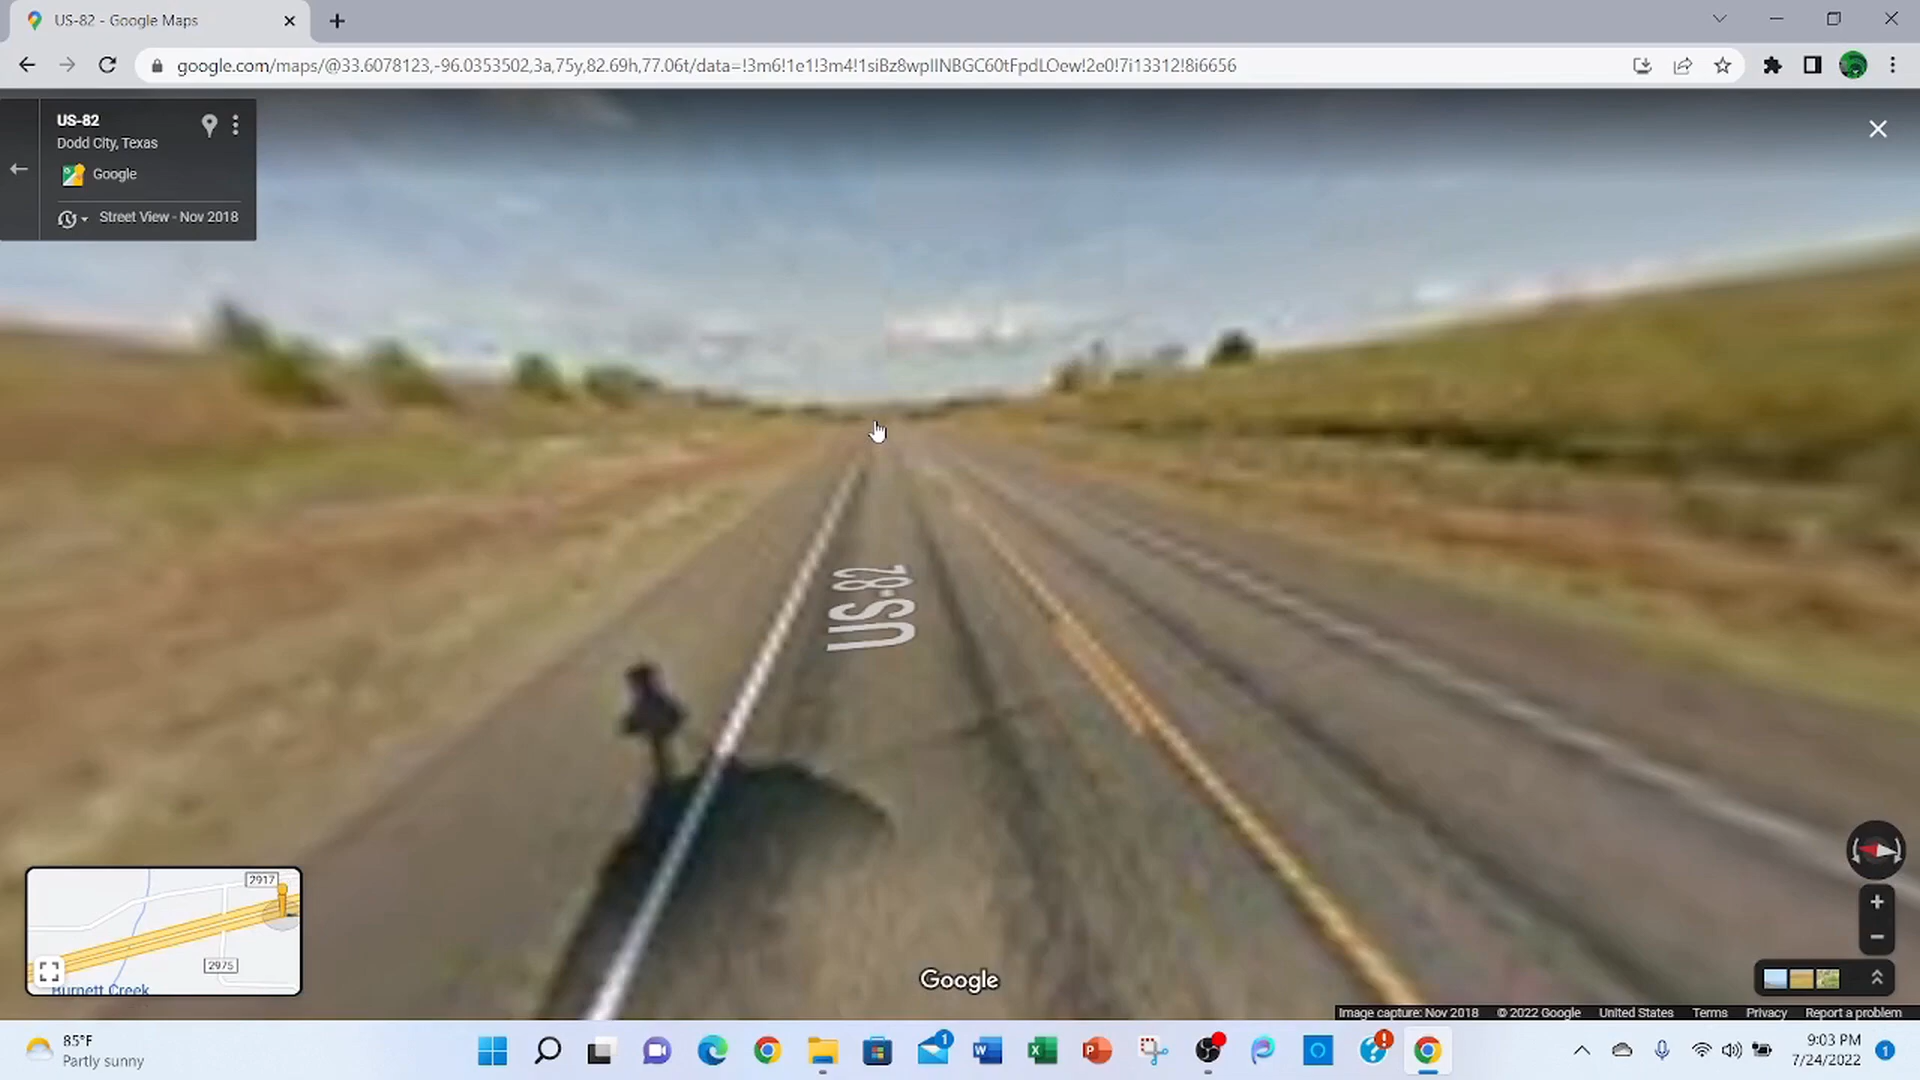 US-82 - Google Maps
google.com/maps/@33.6078123,-96.0353502,3a,75y,82.69h,77.06t/data=!3m6!1e1!3m4!1siBz8wplINBGC60tFpdLOew!2e0!7i13312!8i6656
US-82
Dodd City, Texas
Google
Street View - Nov 2018
US-82
2917
2975
Burnett Creek
Google
Image capture: Nov 2018 © 2022 Google United States Terms Privacy Report a problem
85°F
Partly sunny
1
9:03 PM
7/24/2022
1